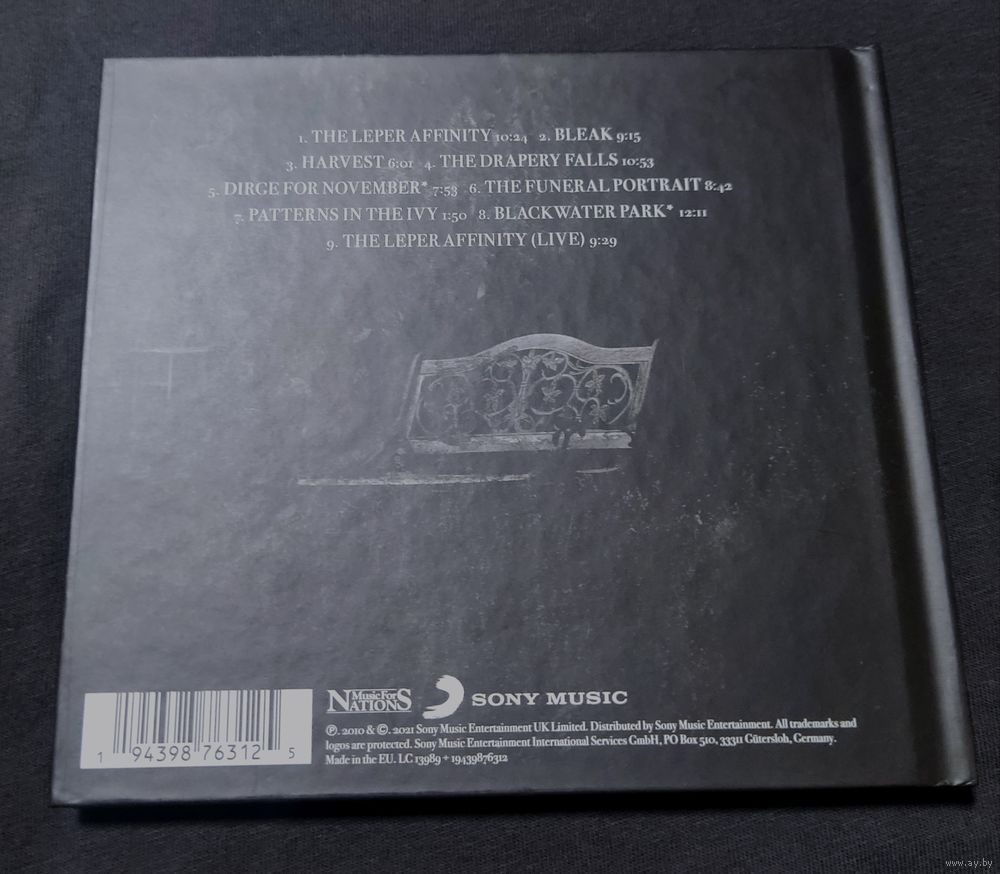 1. THE LEPER AFFINITY 10:24 2. BLEAK 9:15
3. HARVEST 6:01 4. THE DRAPERY FALLS 10:53
5. DIRGE FOR NOVEMBER* 7:53 6. THE FUNERAL PORTRAIT 8:42
7. PATTERNS IN THE IVY 1:50 8. BLACKWATER PARK* 12:11
9. THE LEPER AFFINITY (LIVE) 9:29
Music For
NATIONS
SONY MUSIC
℗. 2010 & ©. 2021 Sony Music Entertainment UK Limited. Distributed by Sony Music Entertainment. All trademarks and
logos are protected. Sony Music Entertainment International Services GmbH, PO Box 510, 33311 Gütersloh, Germany.
Made in the EU. LC 13989 + 19439876312
1 94398 76312 5
www.ay.by